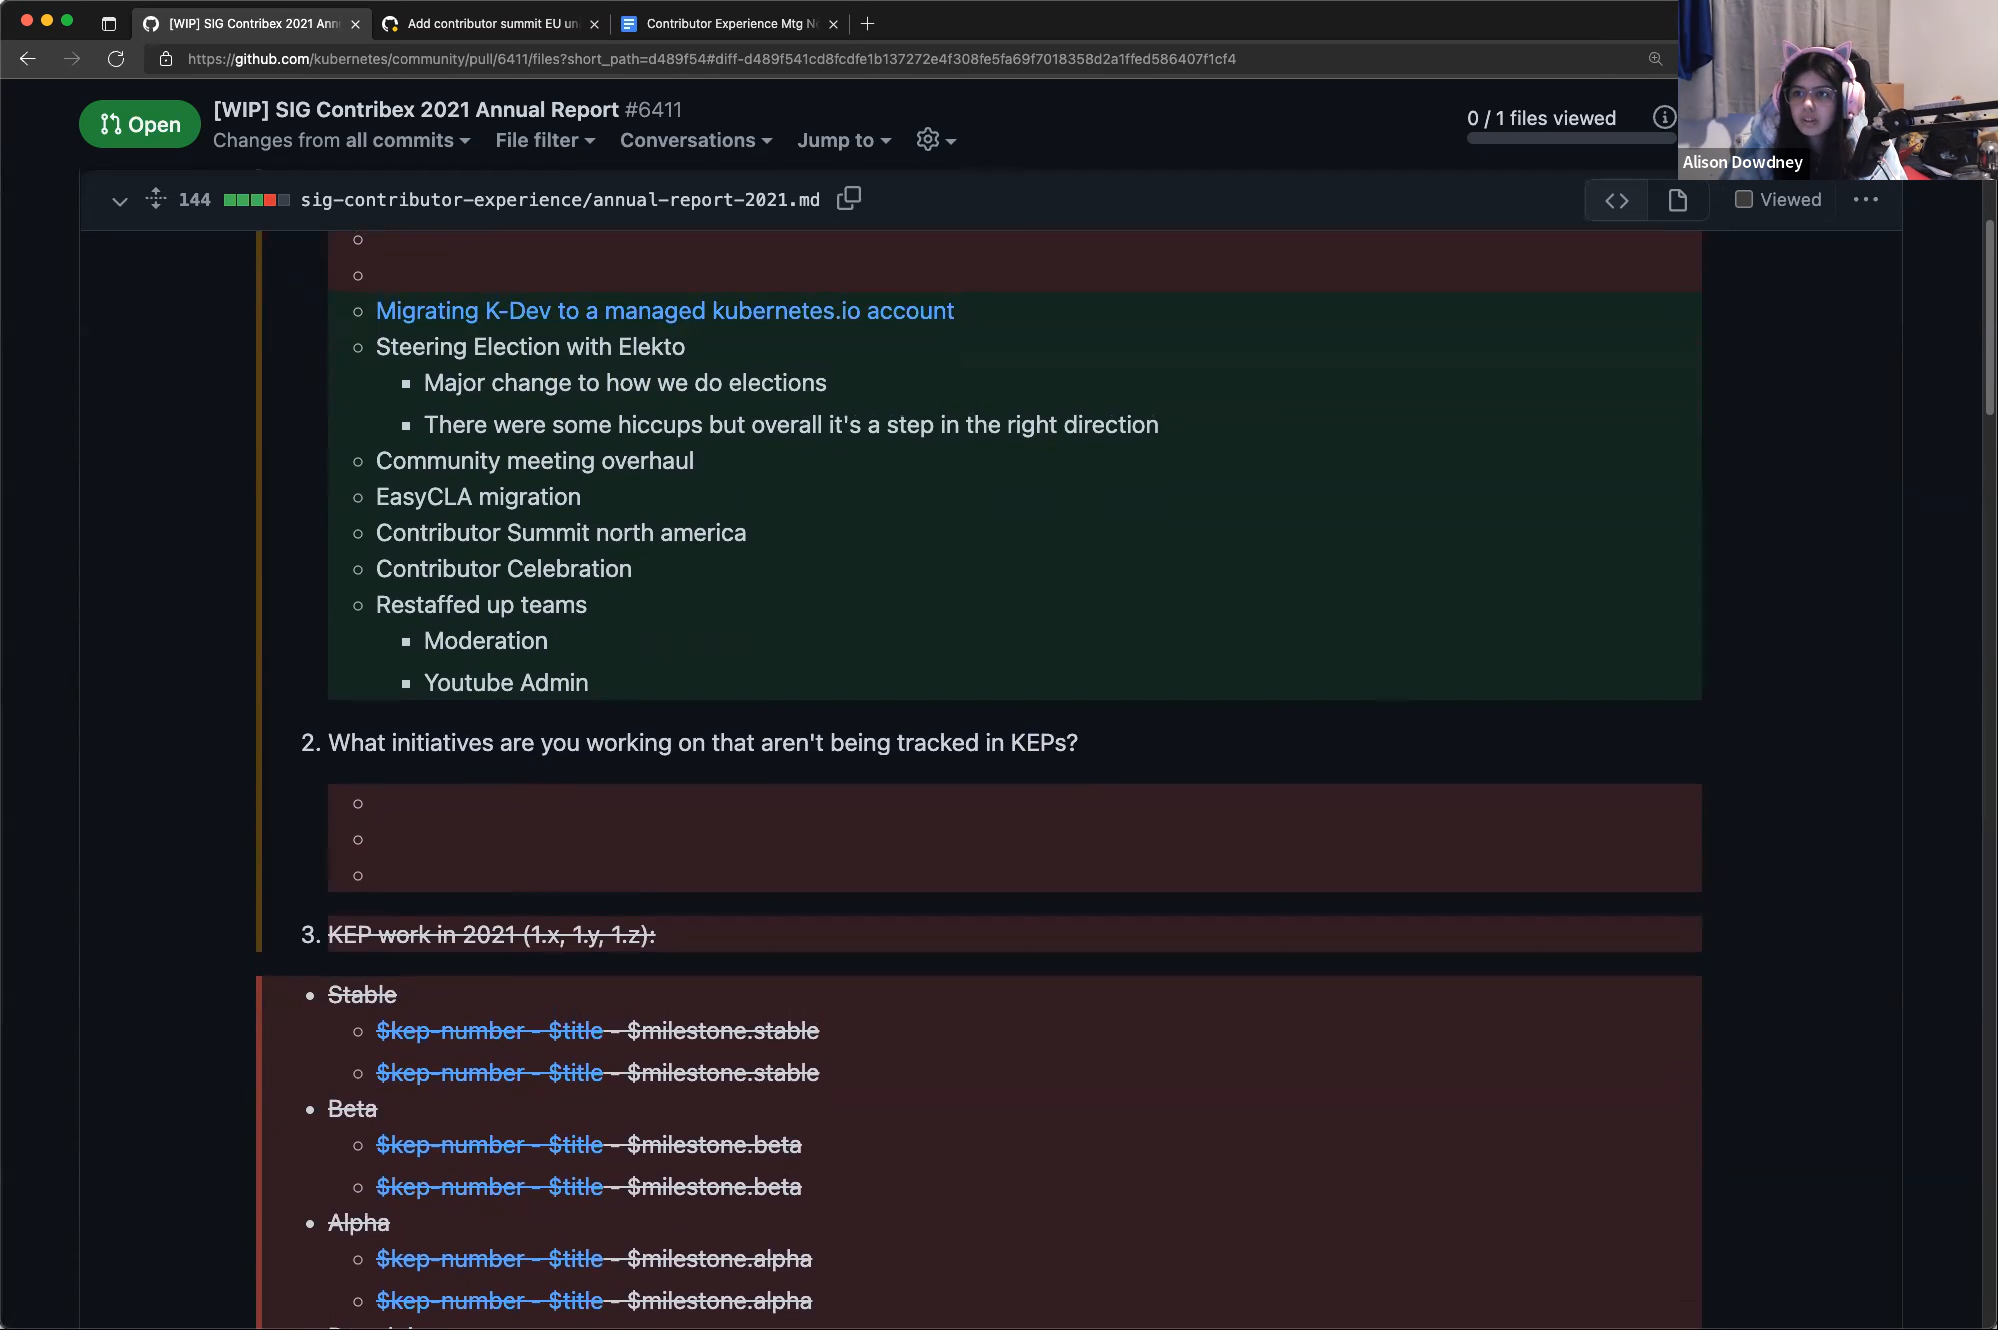 [WIP] SIG Contribex 2021 Ann
Add contributor summit EU un
Contributor Experience Mtg N
https://github.com/kubernetes/community/pull/6411/files?short_path=d489f54#diff-d489f541cd8fcdfe1b137272e4f308fe5fa69f7018358d2a1ffed586407f1cf4
Open
[WIP] SIG Contribex 2021 Annual Report #6411
Changes from all commits
File filter
Conversations
Jump to
0 / 1 files viewed
Alison Dowdney
144
sig-contributor-experience/annual-report-2021.md
Viewed
Migrating K-Dev to a managed kubernetes.io account
Steering Election with Elekto
Major change to how we do elections
There were some hiccups but overall it's a step in the right direction
Community meeting overhaul
EasyCLA migration
Contributor Summit north america
Contributor Celebration
Restaffed up teams
Moderation
Youtube Admin
2. What initiatives are you working on that aren't being tracked in KEPs?
3. KEP work in 2021 (1.x, 1.y, 1.z):
Stable
$kep-number - $title - $milestone.stable
$kep-number - $title - $milestone.stable
Beta
$kep-number - $title - $milestone.beta
$kep-number - $title - $milestone.beta
Alpha
$kep-number - $title - $milestone.alpha
$kep-number - $title - $milestone.alpha